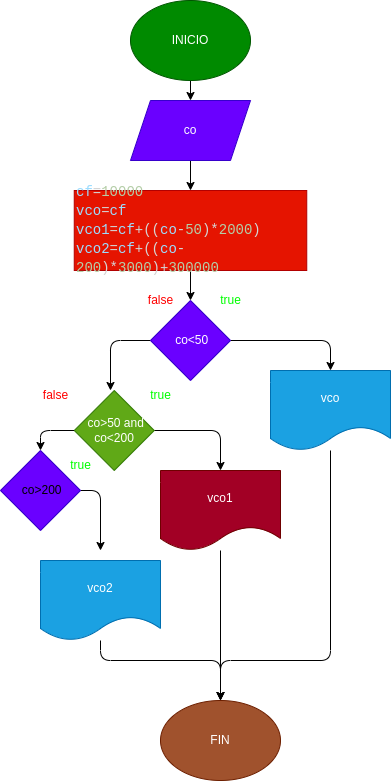 INICIO
co
cf=10000
vco=cf
vco1=cf+((co-50)*2000)
vco2=cf+((co-
200)*3000)+300000
false
true
co<50
vco
false
true
co>50 and
co<200
true
co>200
vco1
vco2
FIN